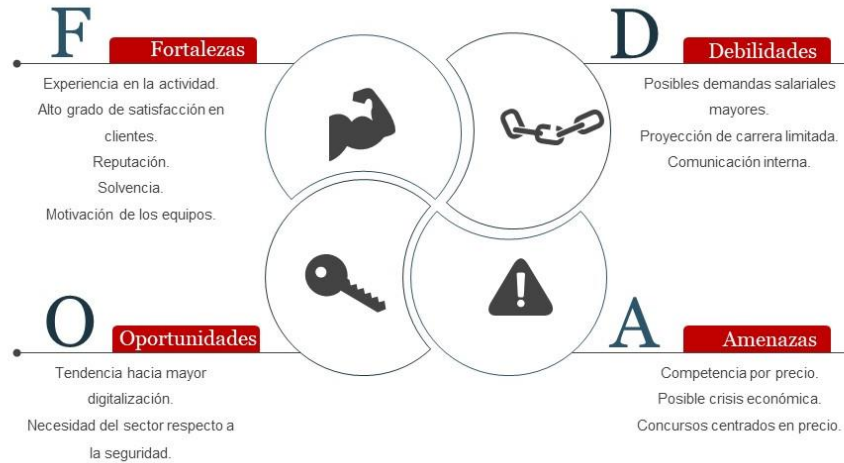 F
Fortalezas
Experiencia en la actividad.
Alto grado de satisfacción en
clientes.
Reputación.
Solvencia.
Motivación de los equipos.
D
Debilidades
Posibles demandas salariales
mayores.
Proyección de carrera limitada.
Comunicación interna.
O
Oportunidades
Tendencia hacia mayor
digitalización.
Necesidad del sector respecto a
la seguridad.
A
Amenazas
Competencia por precio.
Posible crisis económica.
Concursos centrados en precio.